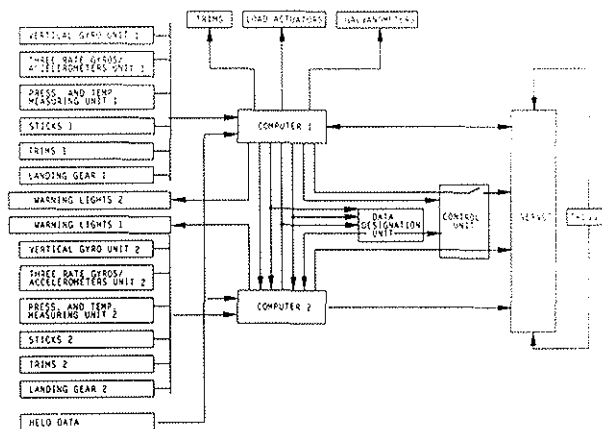 TRIMS
LOAD ACTUATORS
GALVANOMETERS
VERTICAL GYRO UNIT 1
THREE RATE GYROS/
ACCELEROMETERS UNIT 1
PRESS. AND TEMP.
MEASURING UNIT 1
STICKS 1
TRIMS 1
LANDING GEAR 1
COMPUTER 1
WARNING LIGHTS 2
WARNING LIGHTS 1
DATA
DESIGNATION
UNIT
CONTROL
UNIT
VERTICAL GYRO UNIT 2
THREE RATE GYROS/
ACCELEROMETERS UNIT 2
PRESS. AND TEMP.
MEASURING UNIT 2
COMPUTER 2
STICKS 2
TRIMS 2
LANDING GEAR 2
HELD DATA